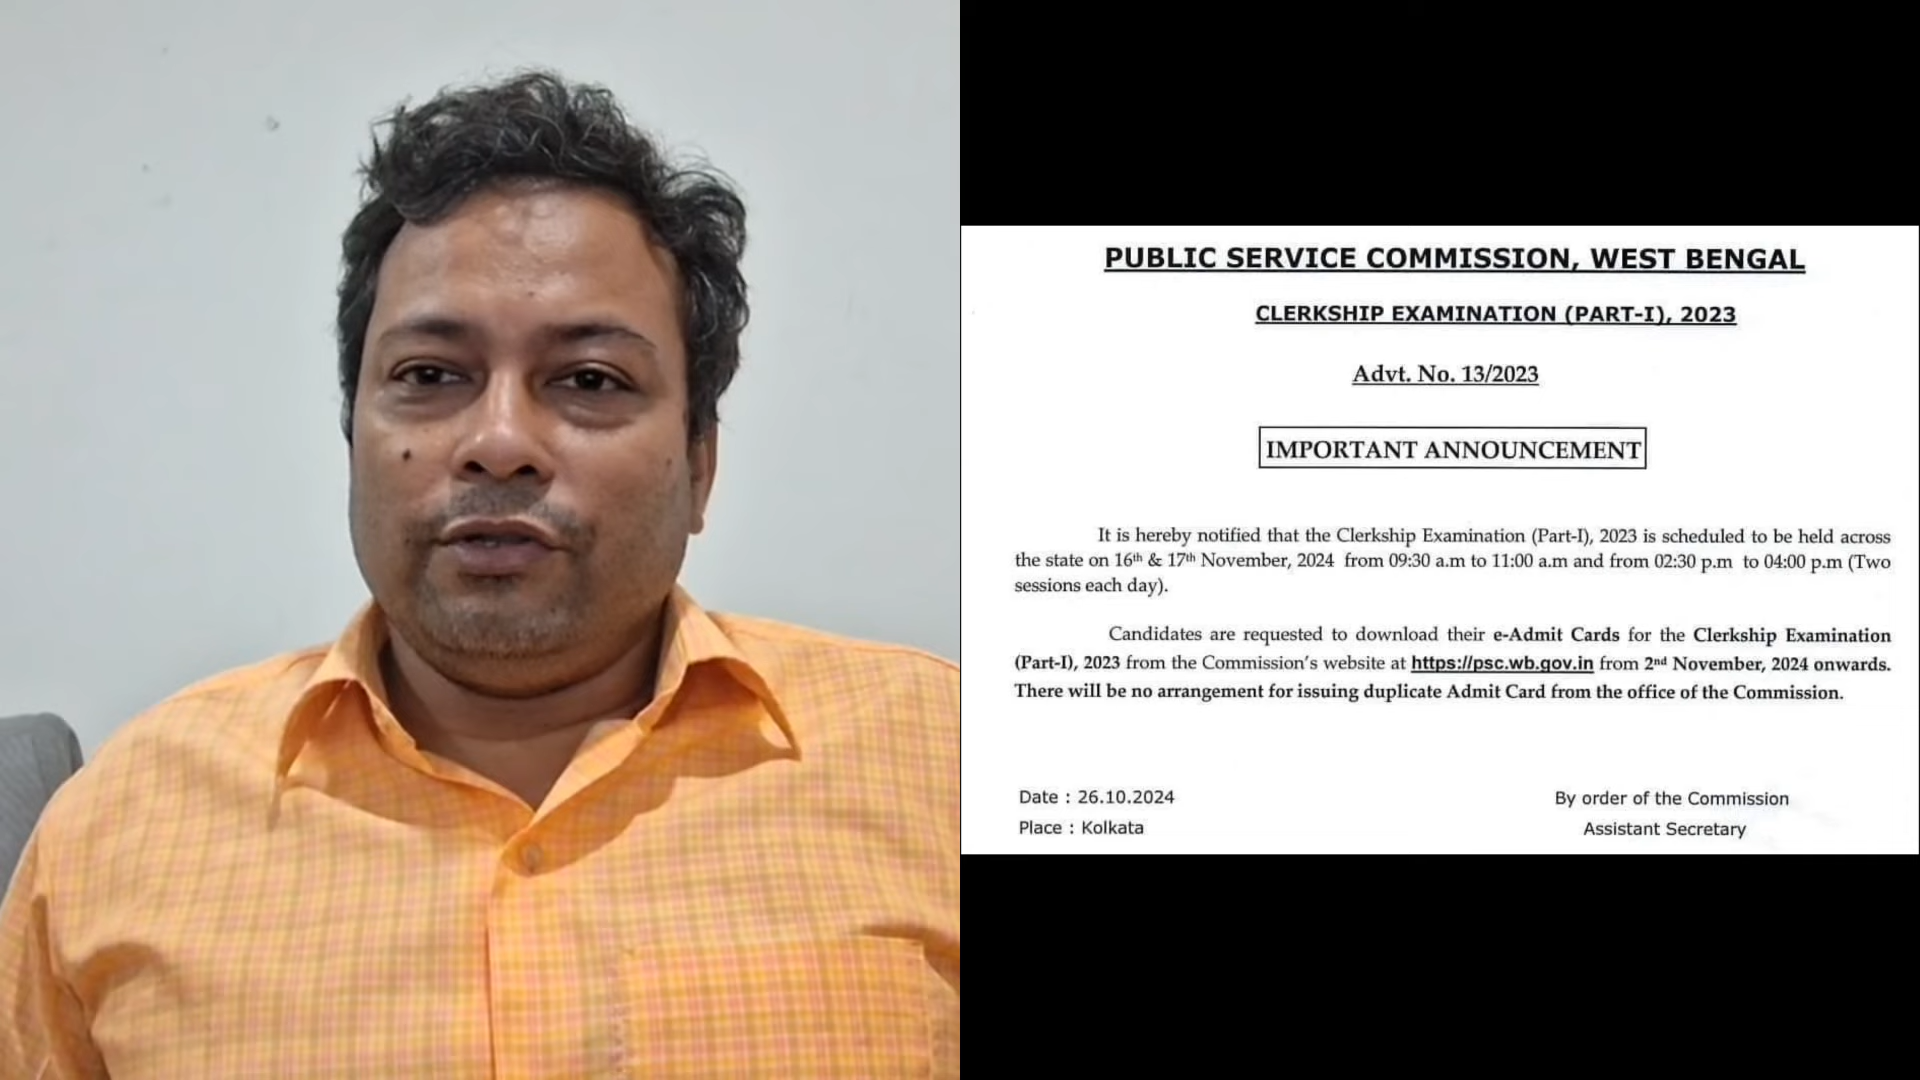 PUBLIC SERVICE COMMISSION, WEST BENGAL
CLERKSHIP EXAMINATION (PART-I), 2023
Advt. No. 13/2023
IMPORTANT ANNOUNCEMENT
It is hereby notified that the Clerkship Examination (Part-I), 2023 is scheduled to be held across
the state on 16th & 17th November, 2024 from 09:30 a.m to 11:00 a.m and from 02:30 p.m to 04:00 p.m (Two
sessions each day).
Candidates are requested to download their e-Admit Cards for the Clerkship Examination
(Part-I), 2023 from the Commission's website at https://psc.wb.gov.in from 2nd November, 2024 onwards.
There will be no arrangement for issuing duplicate Admit Card from the office of the Commission.
Date : 26.10.2024
Place : Kolkata
By order of the Commission
Assistant Secretary